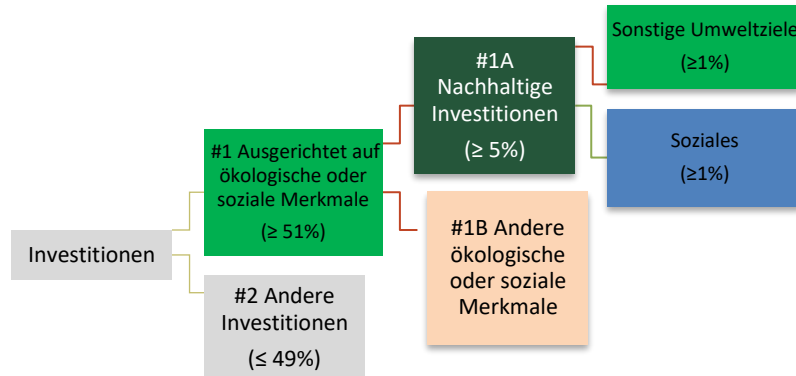 Investitionen
#1 Ausgerichtet auf
ökologische oder
soziale Merkmale
(≥ 51%)
#2 Andere
Investitionen
(≤ 49%)
#1A
Nachhaltige
Investitionen
(≥ 5%)
#1B Andere
ökologische
oder soziale
Merkmale
Sonstige Umweltziele
(≥1%)
Soziales
(≥1%)